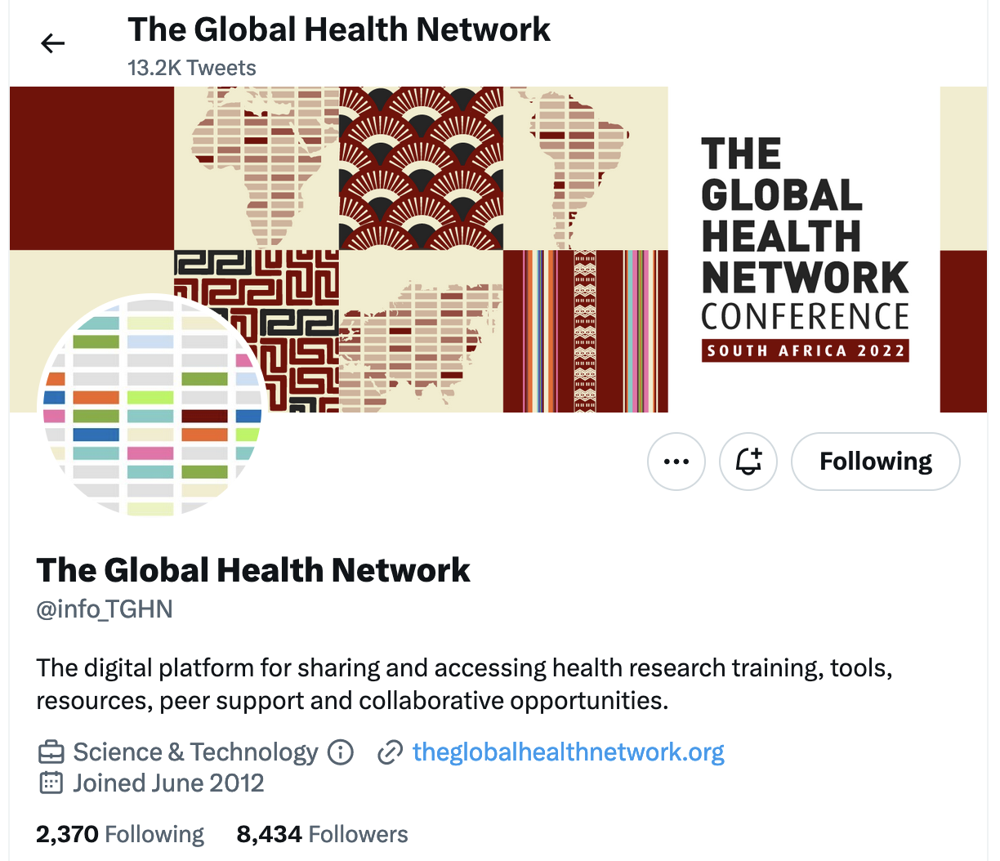 The Global Health Network
13.2K Tweets
THE
GLOBAL
HEALTH
NETWORK
CONFERENCE
SOUTH AFRICA 2022
Following
The Global Health Network
@info_TGHN
The digital platform for sharing and accessing health research training, tools,
resources, peer support and collaborative opportunities.
Science & Technology theglobalhealthnetwork.org
Joined June 2012
2,370 Following 8,434 Followers